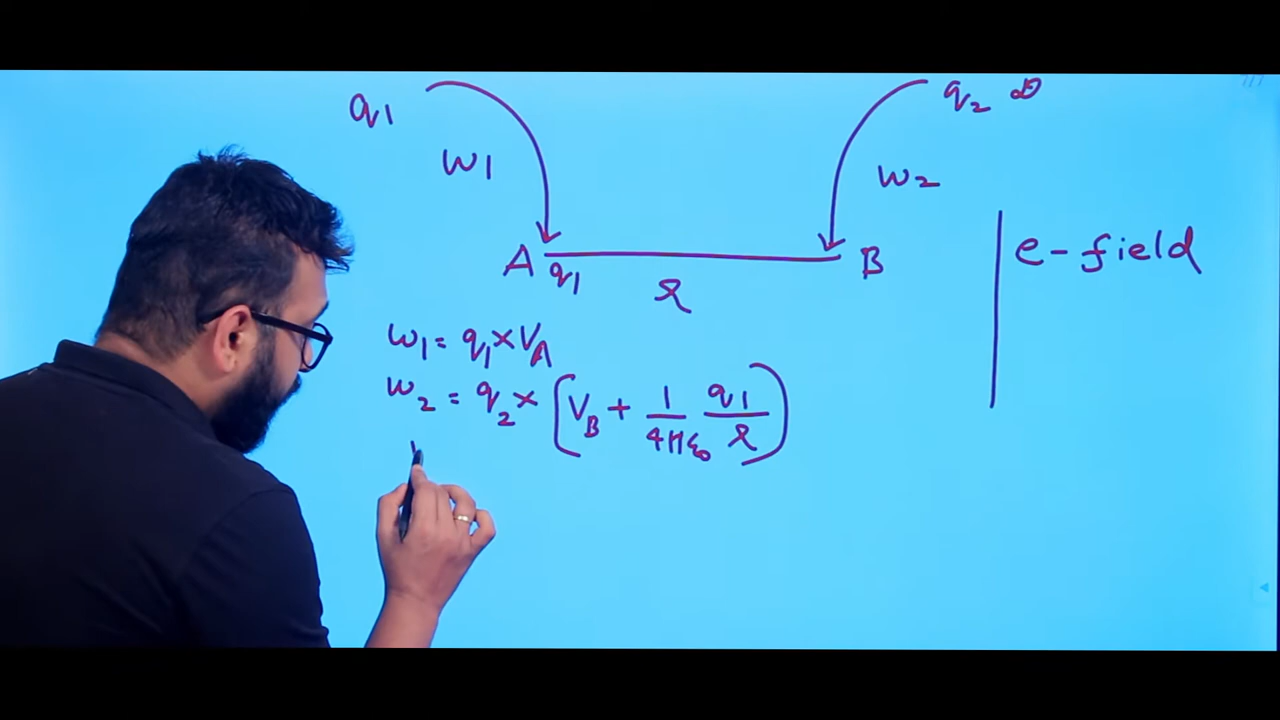 q1
q2 ∞
W1
W2
A
q1
r
B
e-field
W1 = q1 × VA
W2 = q2 × (VB + 1/4πε0 q1/r)